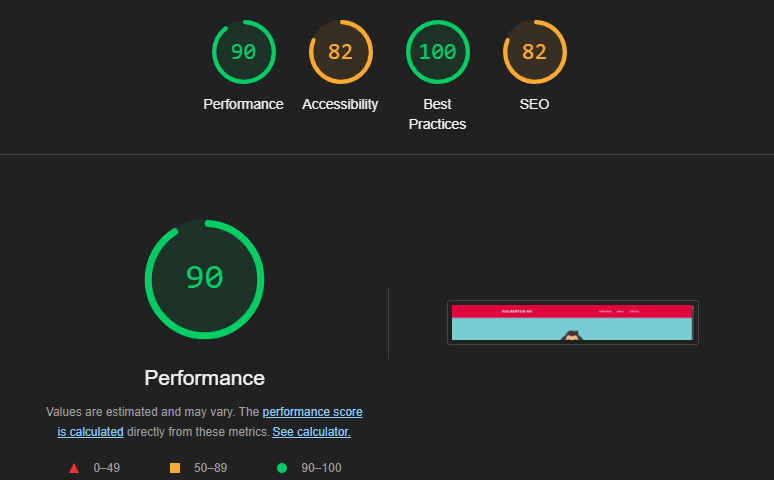 90
82
100
82
Performance
Accessibility
Best
Practices
SEO
90
Performance
Values are estimated and may vary. The performance score
is calculated directly from these metrics. See calculator.
0–49
50–89
90–100